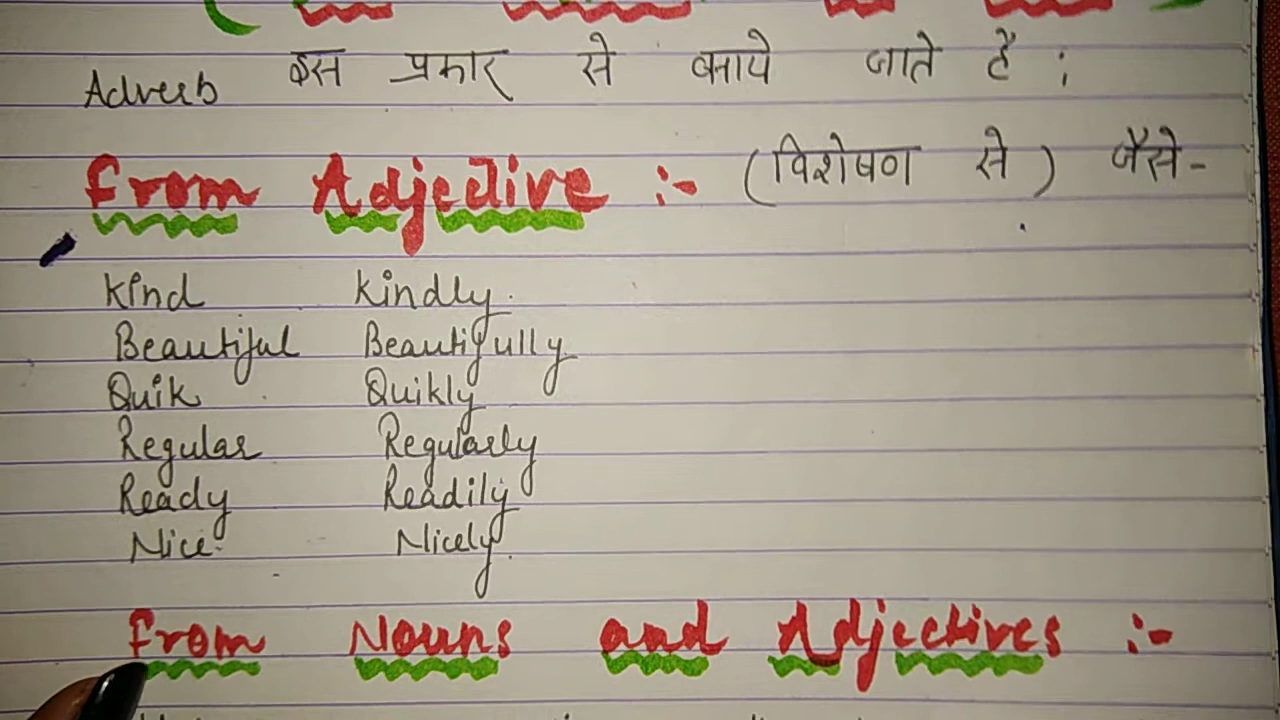 Adverb इस प्रकार से बनाये जाते हैं :
from Adjective :- (विशेषण से) जैसे-
Kind Kindly
Beautiful Beautifully
Quik Quikly
Regular Regularly
Ready Readily
Nice Nicely
from Nouns and Adjectives :-